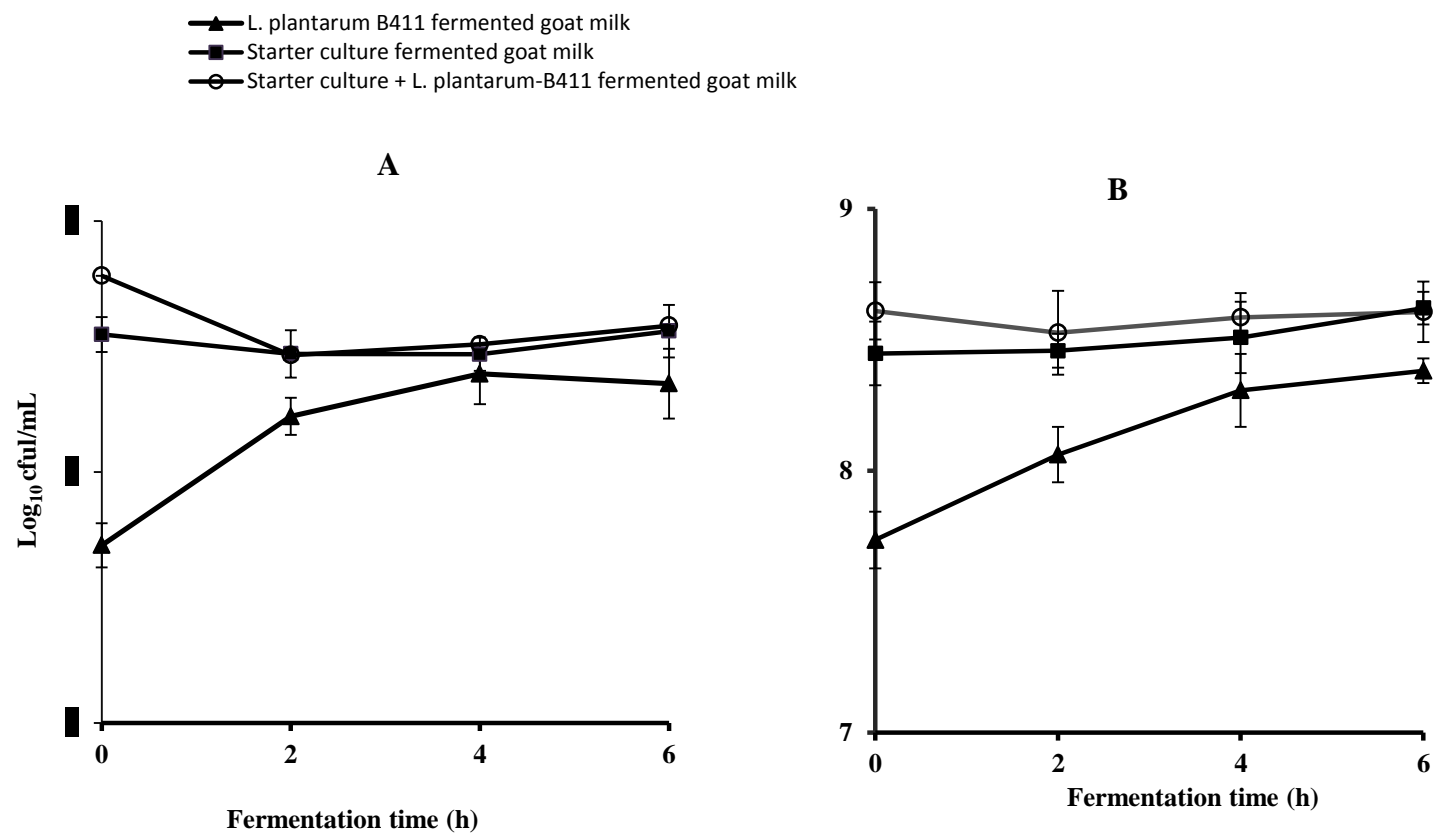 L. plantarum B411 fermented goat milk
Starter culture fermented goat milk
Starter culture + L. plantarum-B411 fermented goat milk
A
Log10 cful/mL
0 2 4 6
Fermentation time (h)
B
9
8
7
0 2 4 6
Fermentation time (h)